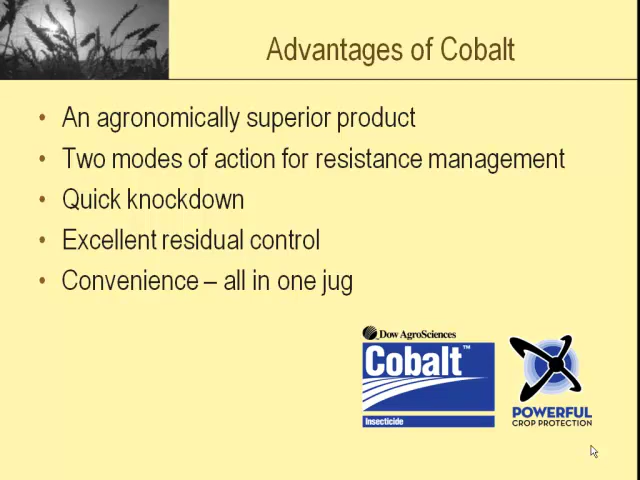 Advantages of Cobalt
• An agronomically superior product
• Two modes of action for resistance management
• Quick knockdown
• Excellent residual control
• Convenience – all in one jug
Dow AgroSciences
Cobalt™
Insecticide
POWERFUL
CROP PROTECTION